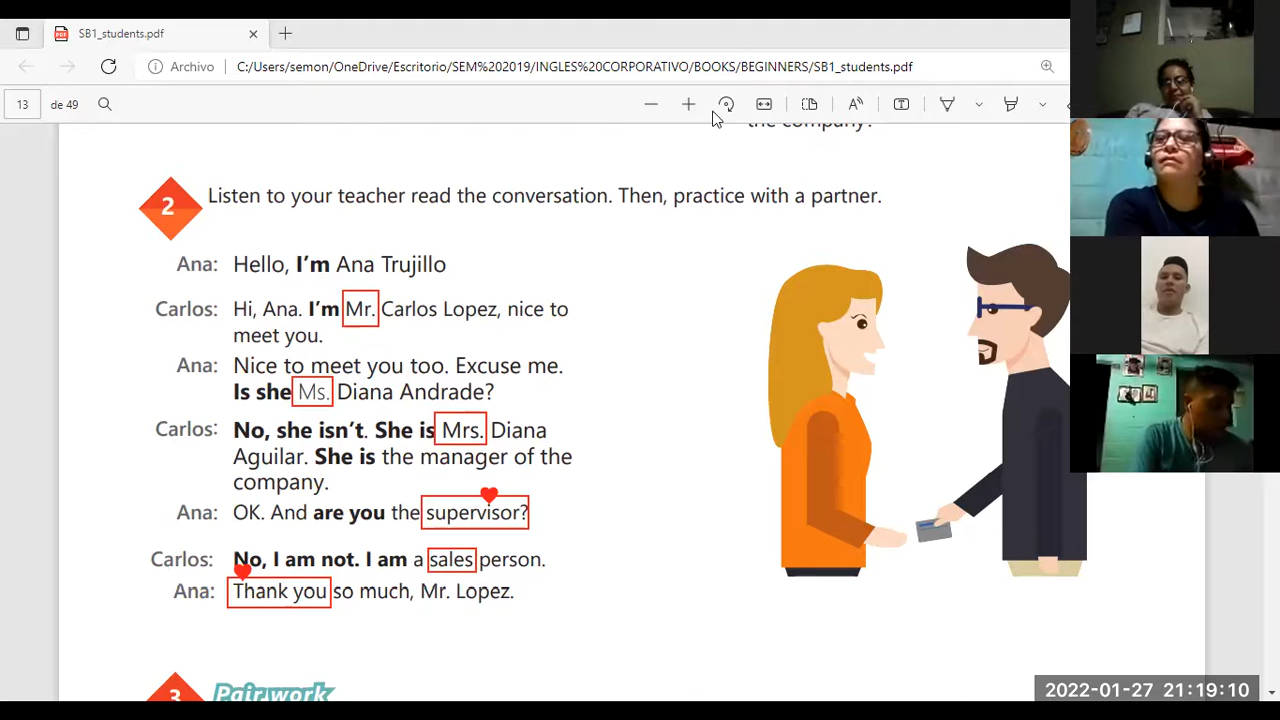 SB1_students.pdf
Archivo
C:/Users/semon/OneDrive/Escritorio/SEM%202019/INGLES%20CORPORATIVO/BOOKS/BEGINNERS/SB1_students.pdf
13 de 49
the company?
2 Listen to your teacher read the conversation. Then, practice with a partner.
Ana: Hello, I'm Ana Trujillo
Carlos: Hi, Ana. I'm Mr. Carlos Lopez, nice to
meet you.
Ana: Nice to meet you too. Excuse me.
Is she Ms. Diana Andrade?
Carlos: No, she isn't. She is Mrs. Diana
Aguilar. She is the manager of the
company.
Ana: OK. And are you the supervisor?
Carlos: No, I am not. I am a sales person.
Ana: Thank you so much, Mr. Lopez.
3 Pair work
2022-01-27 21:19:10